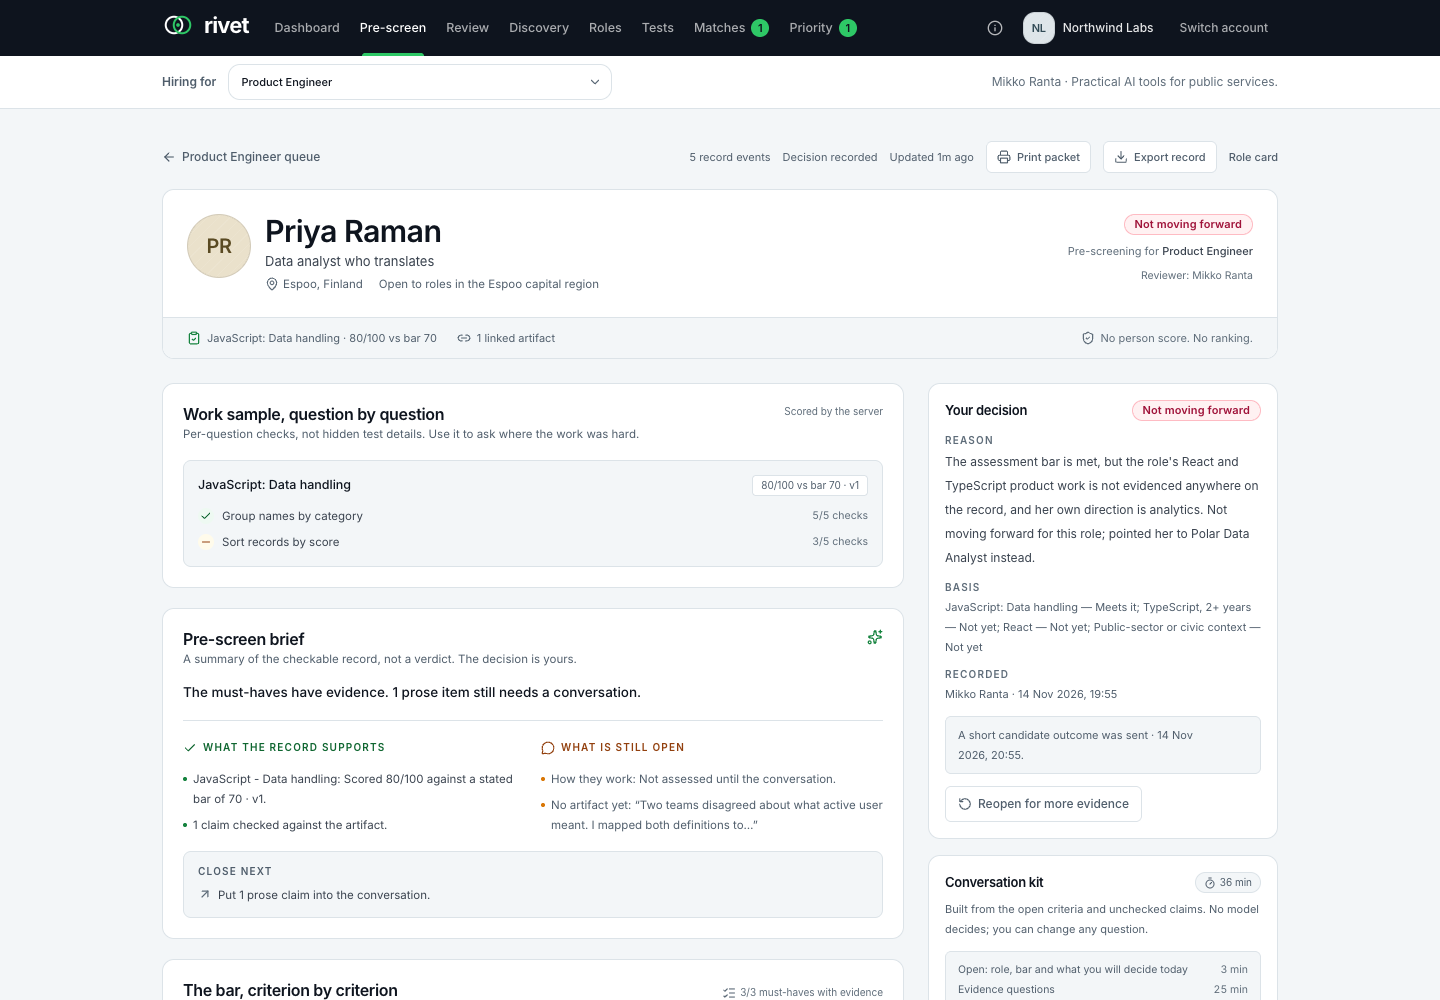 rivet
Dashboard
Pre-screen
Review
Discovery
Roles
Tests
Matches 1
Priority 1
NL
Northwind Labs
Switch account
Hiring for
Product Engineer
Mikko Ranta · Practical AI tools for public services.
Product Engineer queue
5 record events
Decision recorded
Updated 1m ago
Print packet
Export record
Role card
PR
Priya Raman
Data analyst who translates
Espoo, Finland
Open to roles in the Espoo capital region
Not moving forward
Pre-screening for Product Engineer
Reviewer: Mikko Ranta
JavaScript: Data handling · 80/100 vs bar 70
1 linked artifact
No person score. No ranking.
Work sample, question by question
Scored by the server
Per-question checks, not hidden test details. Use it to ask where the work was hard.
JavaScript: Data handling
80/100 vs bar 70 · v1
Group names by category
5/5 checks
Sort records by score
3/5 checks
Pre-screen brief
A summary of the checkable record, not a verdict. The decision is yours.
The must-haves have evidence. 1 prose item still needs a conversation.
WHAT THE RECORD SUPPORTS
JavaScript - Data handling: Scored 80/100 against a stated
bar of 70 · v1.
1 claim checked against the artifact.
WHAT IS STILL OPEN
How they work: Not assessed until the conversation.
No artifact yet: “Two teams disagreed about what active user
meant. I mapped both definitions to…”
CLOSE NEXT
Put 1 prose claim into the conversation.
The bar, criterion by criterion
3/3 must-haves with evidence
Your decision
Not moving forward
REASON
The assessment bar is met, but the role's React and
TypeScript product work is not evidenced anywhere on
the record, and her own direction is analytics. Not
moving forward for this role; pointed her to Polar Data
Analyst instead.
BASIS
JavaScript: Data handling — Meets it; TypeScript, 2+ years
— Not yet; React — Not yet; Public-sector or civic context —
Not yet
RECORDED
Mikko Ranta · 14 Nov 2026, 19:55
A short candidate outcome was sent · 14 Nov
2026, 20:55.
Reopen for more evidence
Conversation kit
36 min
Built from the open criteria and unchecked claims. No model
decides; you can change any question.
Open: role, bar and what you will decide today
3 min
Evidence questions
25 min